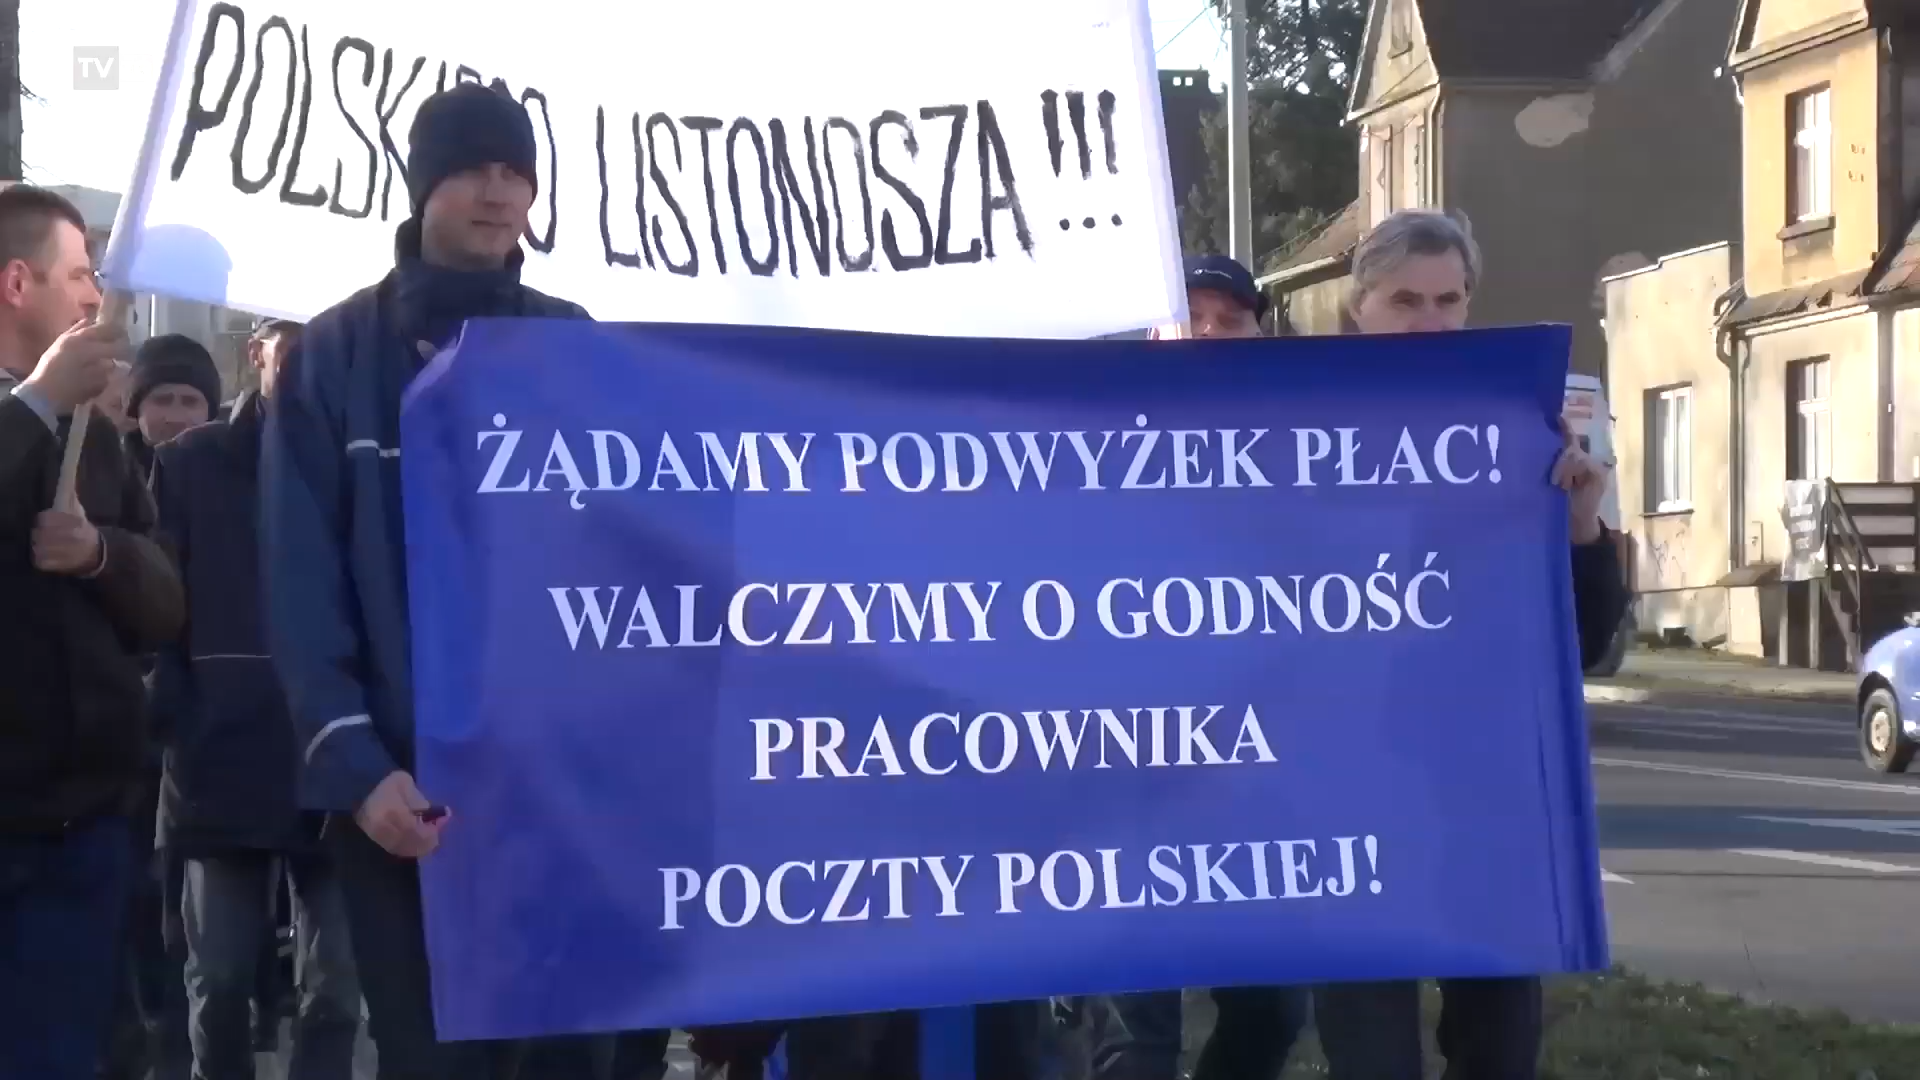 TV
LISTONOSZA!!!
ŻĄDAMY PODWYŻEK PŁAC!
WALCZYMY O GODNOŚĆ
PRACOWNIKA
POCZTY POLSKIEJ!